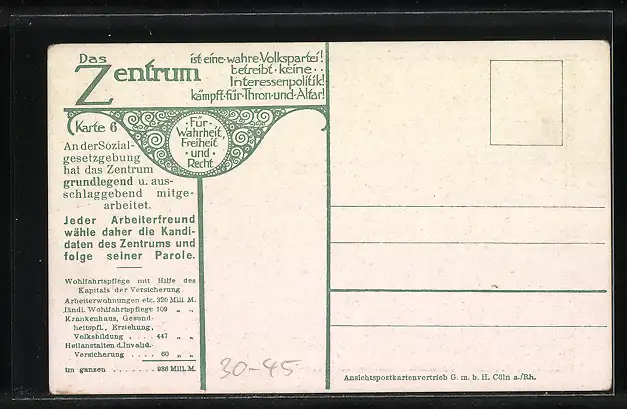 Das
Zentrum
ist·eine·wahre·Volkspartei!
betreibt·keine··
Interessenpolitik!
kämpft·für·Thron·und·Altar!
Karte 6
·Für·
Wahrheit,
Freiheit
·und·
Recht
An der Sozial-
gesetzgebung
hat das Zentrum
grundlegend u. aus-
schlaggebend mitge-
arbeitet.
Jeder Arbeiterfreund
wähle daher die Kandi-
daten des Zentrums und
folge seiner Parole.
Wohlfahrtspflege mit Hilfe des
Kapitals der Versicherung
Arbeiterwohnungen etc. 320 Mill. M.
ländl. Wohlfahrtspflege 109 „ „
Krankenhaus, Gesund-
heitspfl., Erziehung,
Volksbildung . . . . 447 „ „
Heilanstalten d. Invalid.-
Versicherung . . . . 60 „ „
im ganzen . . . . . . . 936 Mill. M.
30-45
Ansichtspostkartenvertrieb G. m. b. H. Cöln a./Rh.